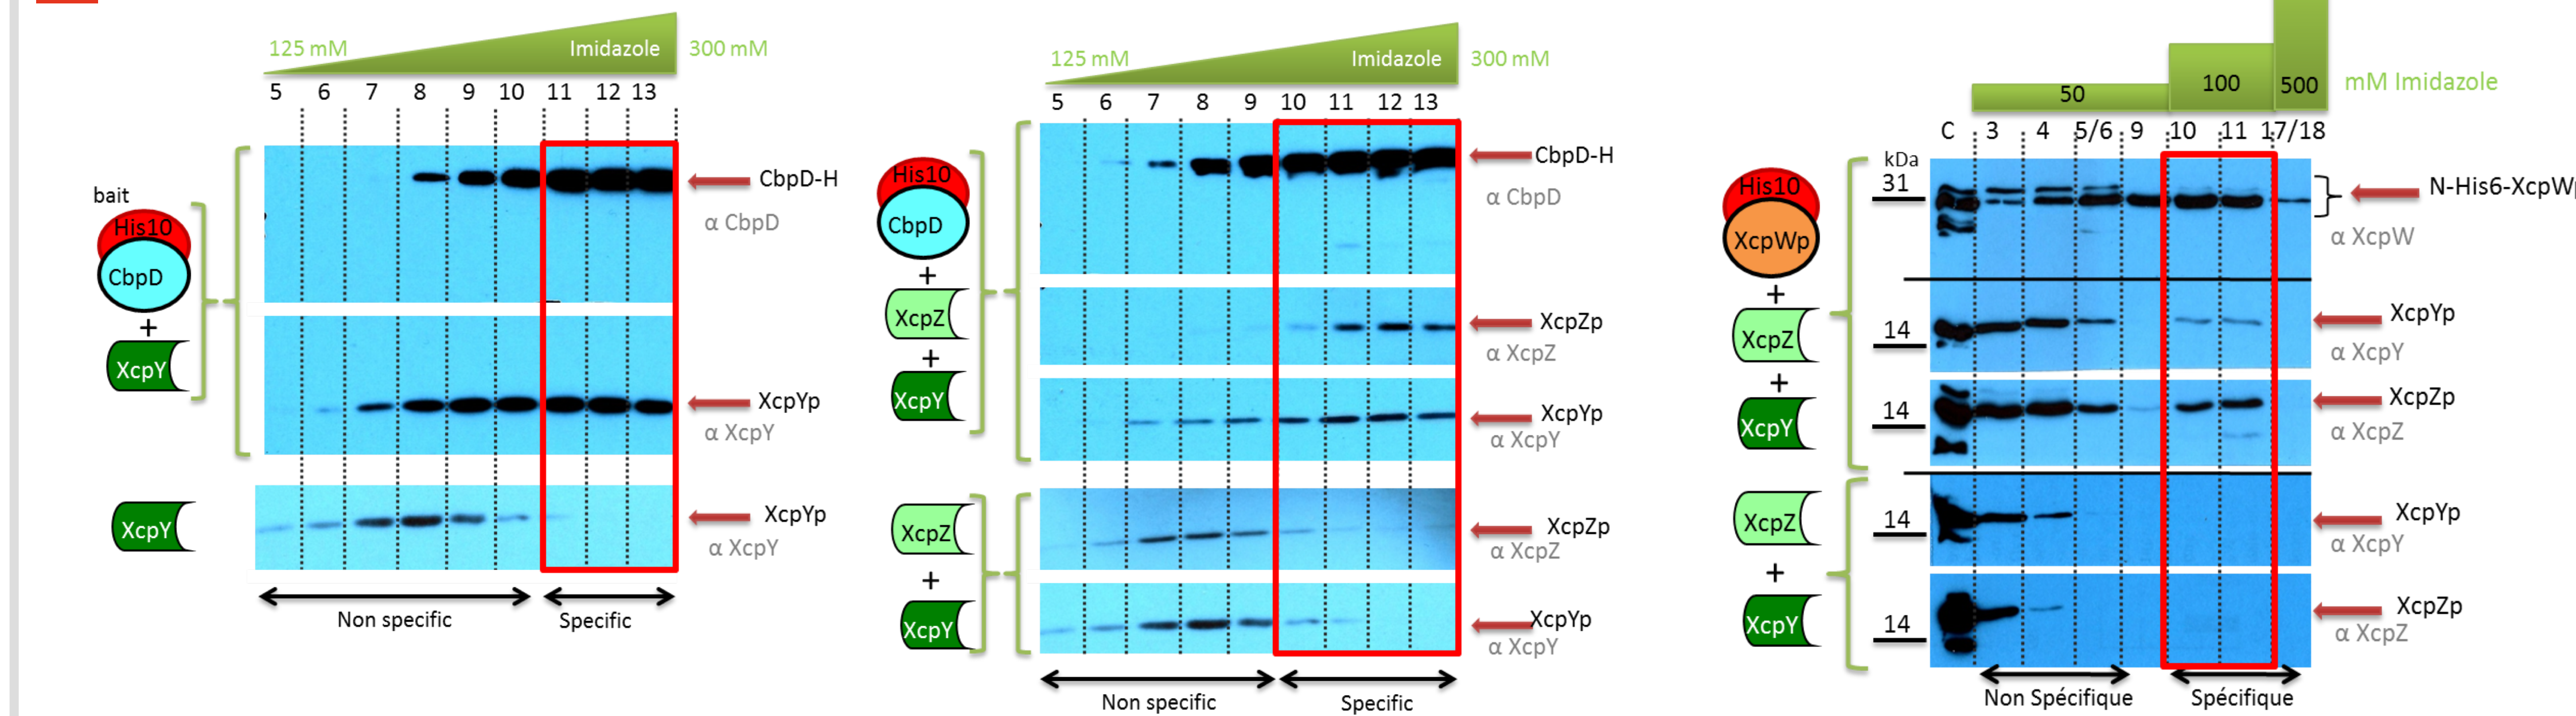 125 mM
Imidazole
300 mM
5 6 7 8 9 10 11 12 13
bait
His10
CbpD
+
XcpY
CbpD-H
α CbpD
XcpYp
α XcpY
XcpY
XcpYp
α XcpY
Non specific
Specific
125 mM
Imidazole
300 mM
5 6 7 8 9 10 11 12 13
His10
CbpD
+
XcpZ
+
XcpY
CbpD-H
α CbpD
XcpZp
α XcpZ
XcpYp
α XcpY
XcpZ
+
XcpY
XcpZp
α XcpZ
XcpYp
α XcpY
Non specific
Specific
50
100
500
mM Imidazole
C 3 4 5/6 9 10 11 17/18
kDa
31
His10
XcpWp
+
XcpZ
+
XcpY
N-His6-XcpWp
α XcpW
14
XcpYp
α XcpY
14
XcpZp
α XcpZ
XcpZ
+
XcpY
14
XcpYp
α XcpY
14
XcpZp
α XcpZ
Non Spécifique
Spécifique